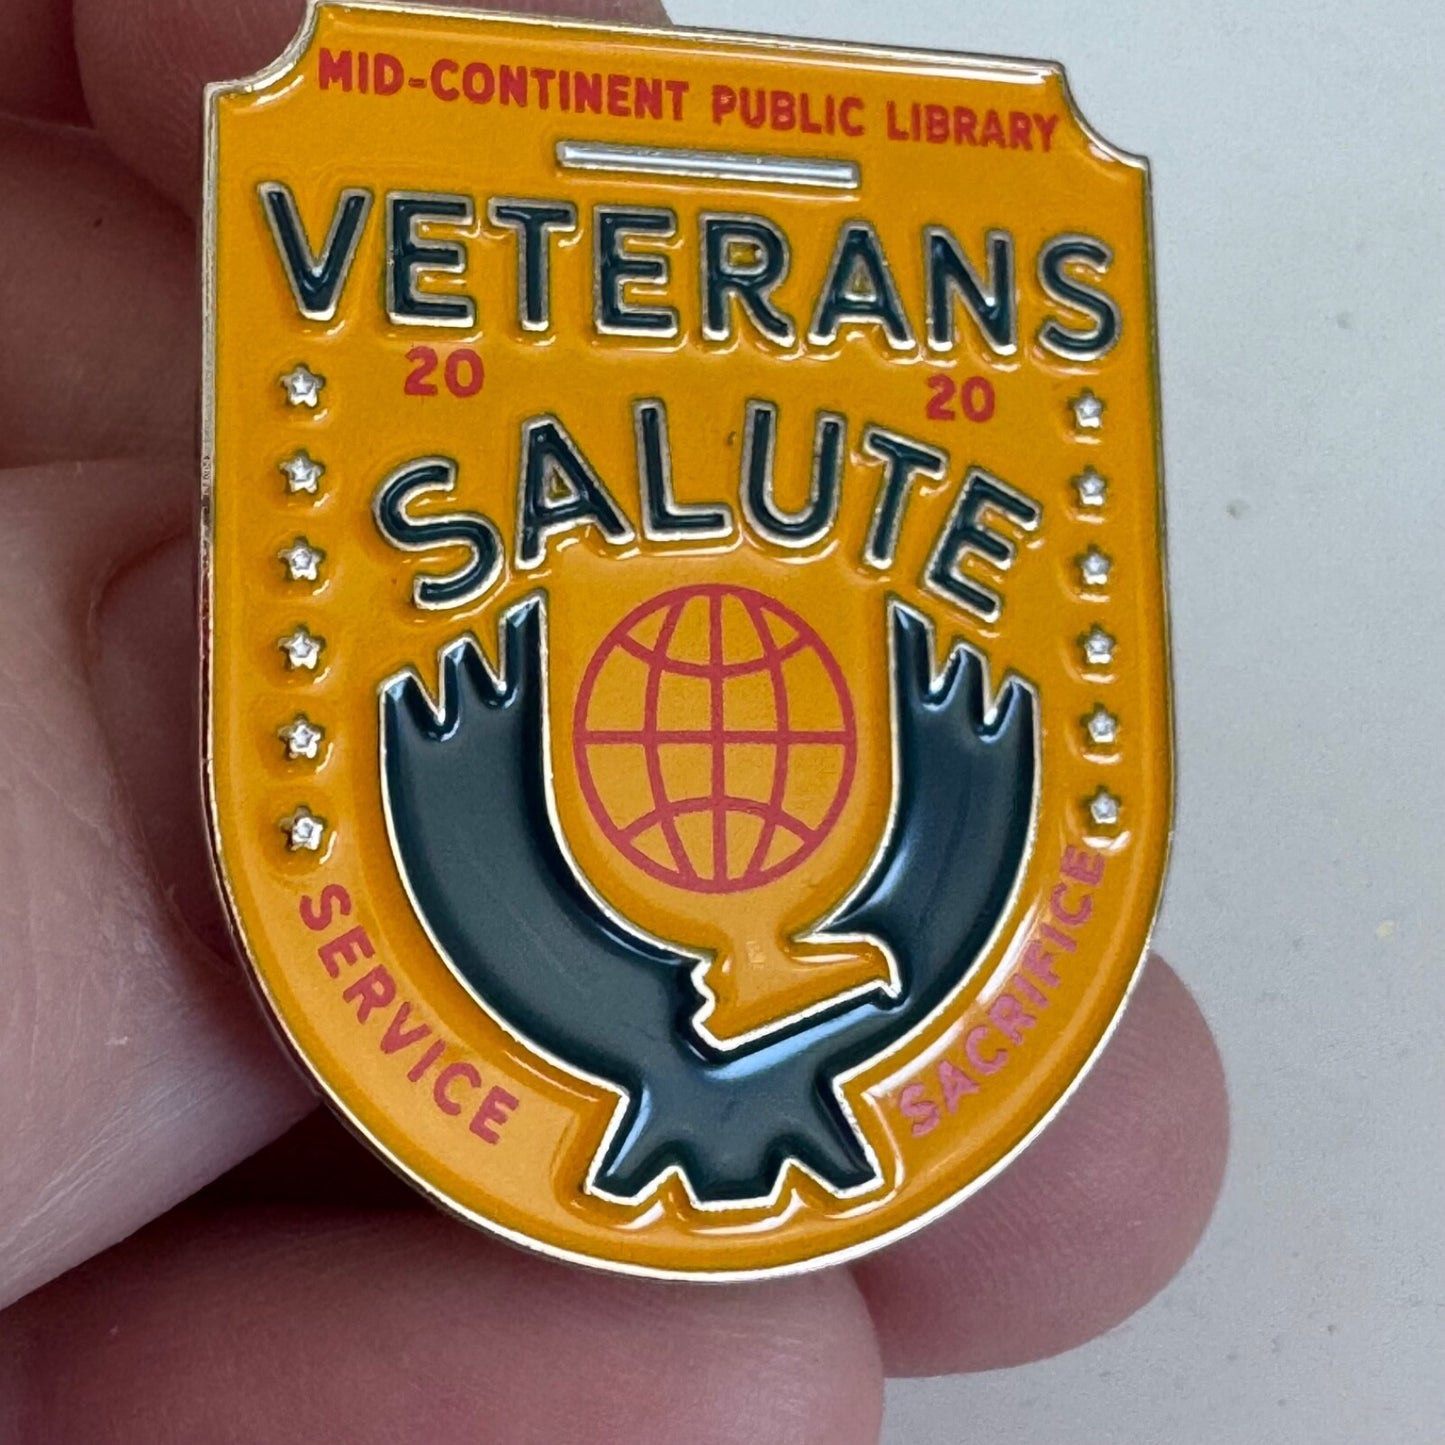 MID-CONTINENT PUBLIC LIBRARY
VETERANS
20 20
SALUTE
SERVICE
SACRIFICE